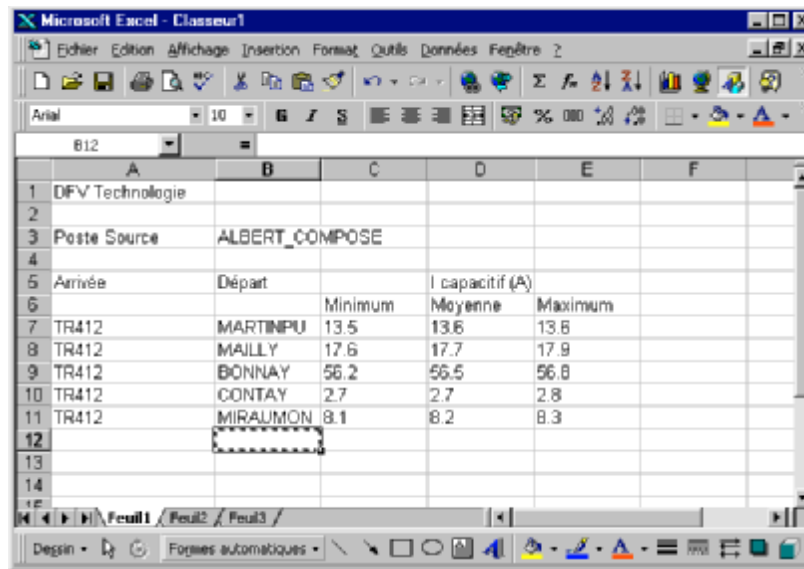 Microsoft Excel - Classeur1
Fichier Edition Affichage Insertion Format Outils Données Fenêtre ?
Arial 10 G I S % 000
B12 =
A B C D E F
1 DFV Technologie
2
3 Poste Source ALBERT_COMPOSE
4
5 Arrivée Départ I capacitif (A)
6 Minimum Moyenne Maximum
7 TR412 MARTINPU 13.5 13.6 13.6
8 TR412 MAILLY 17.6 17.7 17.9
9 TR412 BONNAY 56.2 56.5 56.8
10 TR412 CONTAY 2.7 2.7 2.8
11 TR412 MIRAUMON 8.1 8.2 8.3
12
13
14
15
Feuil1 Feuil2 Feuil3
Dessin Formes automatiques